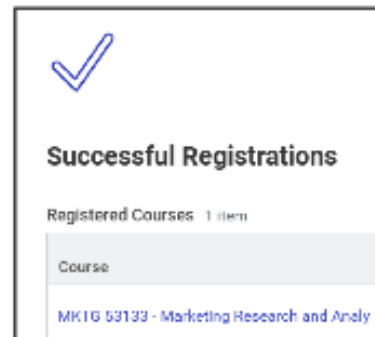 Successful Registrations
Registered Courses 1 item
Course
MKTG 53133 - Marketing Research and Analy